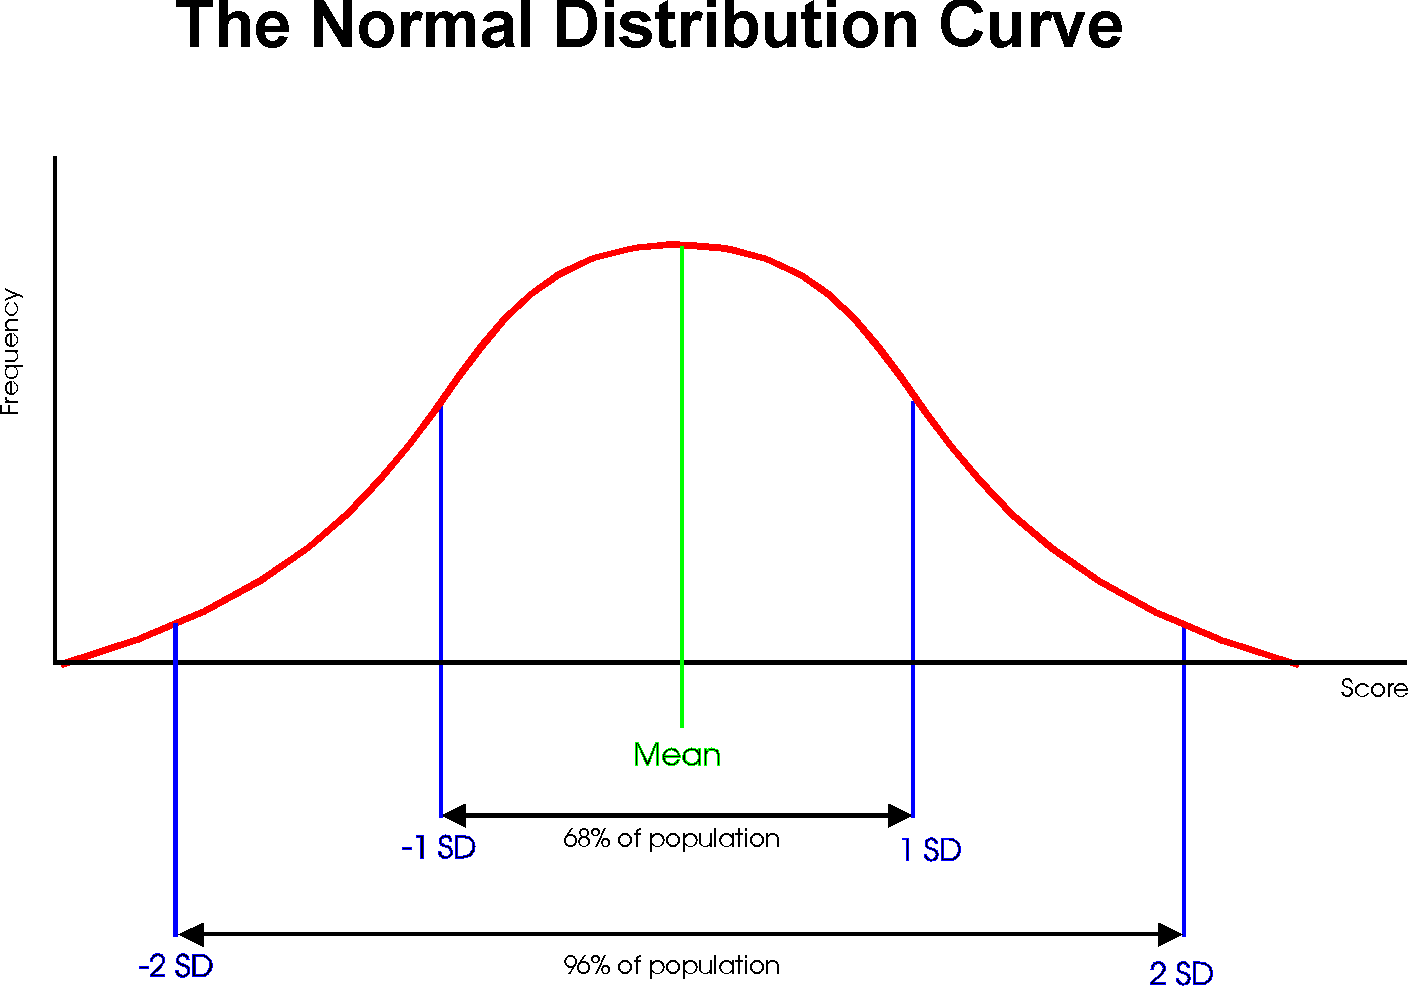 The Normal Distribution Curve
Frequency
Score
Mean
68% of population
-1 SD
1 SD
96% of population
-2 SD
2 SD